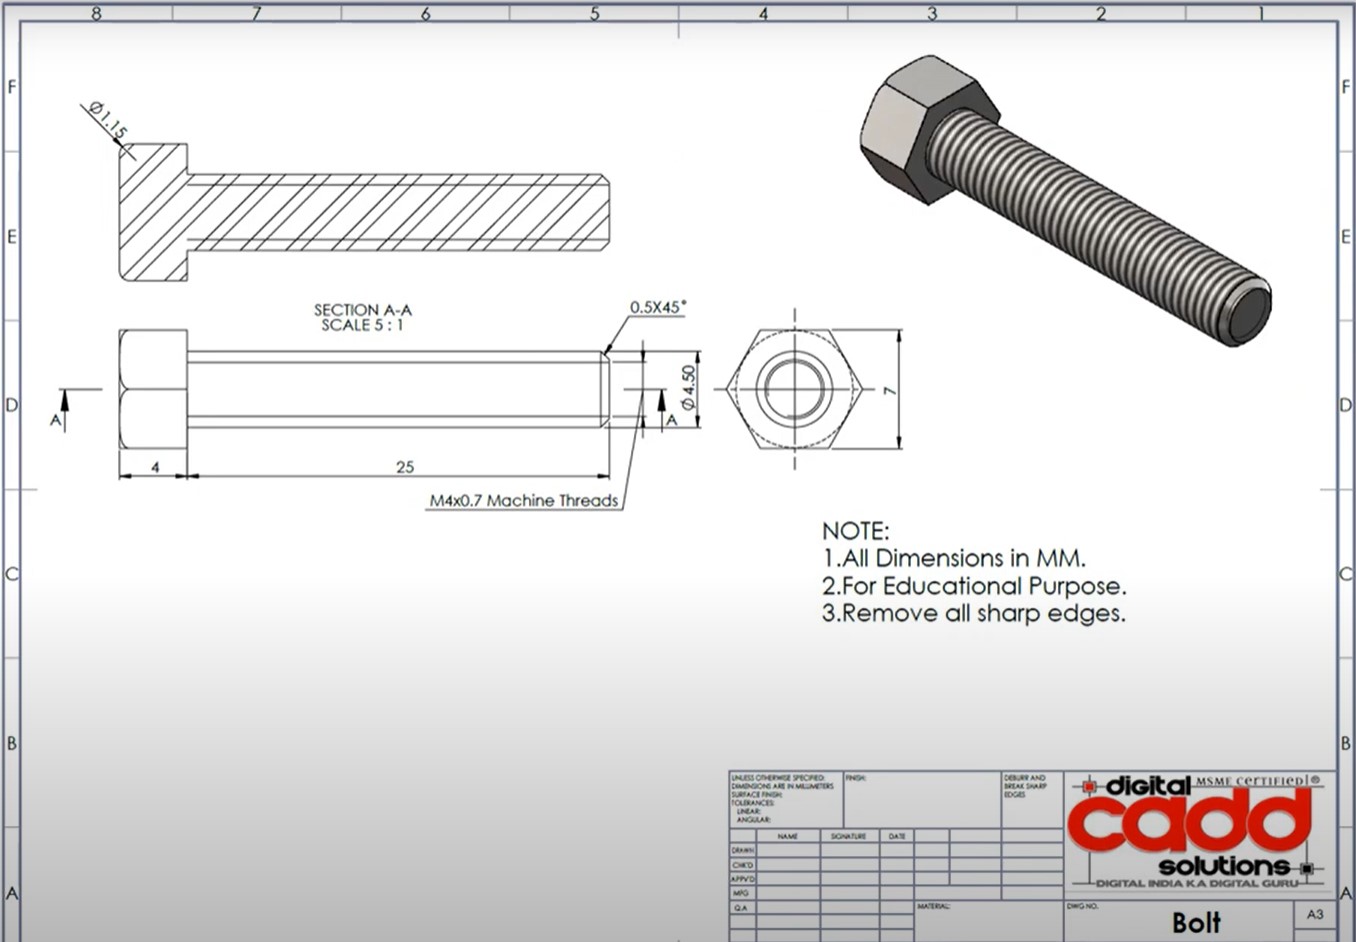 8 7 6 5 4 3 2 1
F F
Ø1.15
E E
SECTION A-A
SCALE 5 : 1
0.5X45°
D D
A A
Ø 4.50
7
4 25
M4x0.7 Machine Threads
NOTE:
1.All Dimensions in MM.
2.For Educational Purpose.
3.Remove all sharp edges.
C C
B B
UNLESS OTHERWISE SPECIFIED:
DIMENSIONS ARE IN MILLIMETERS
SURFACE FINISH:
TOLERANCES:
LINEAR:
ANGULAR:
FINISH:
DEBURR AND
BREAK SHARP
EDGES
digital MSME CERTIFIED ®
cadd
solutions
DIGITAL INDIA KA DIGITAL GURU
NAME SIGNATURE DATE
DRAWN
CHK'D
APPV'D
MFG
Q.A
MATERIAL:
DWG NO.
Bolt
A3
A A